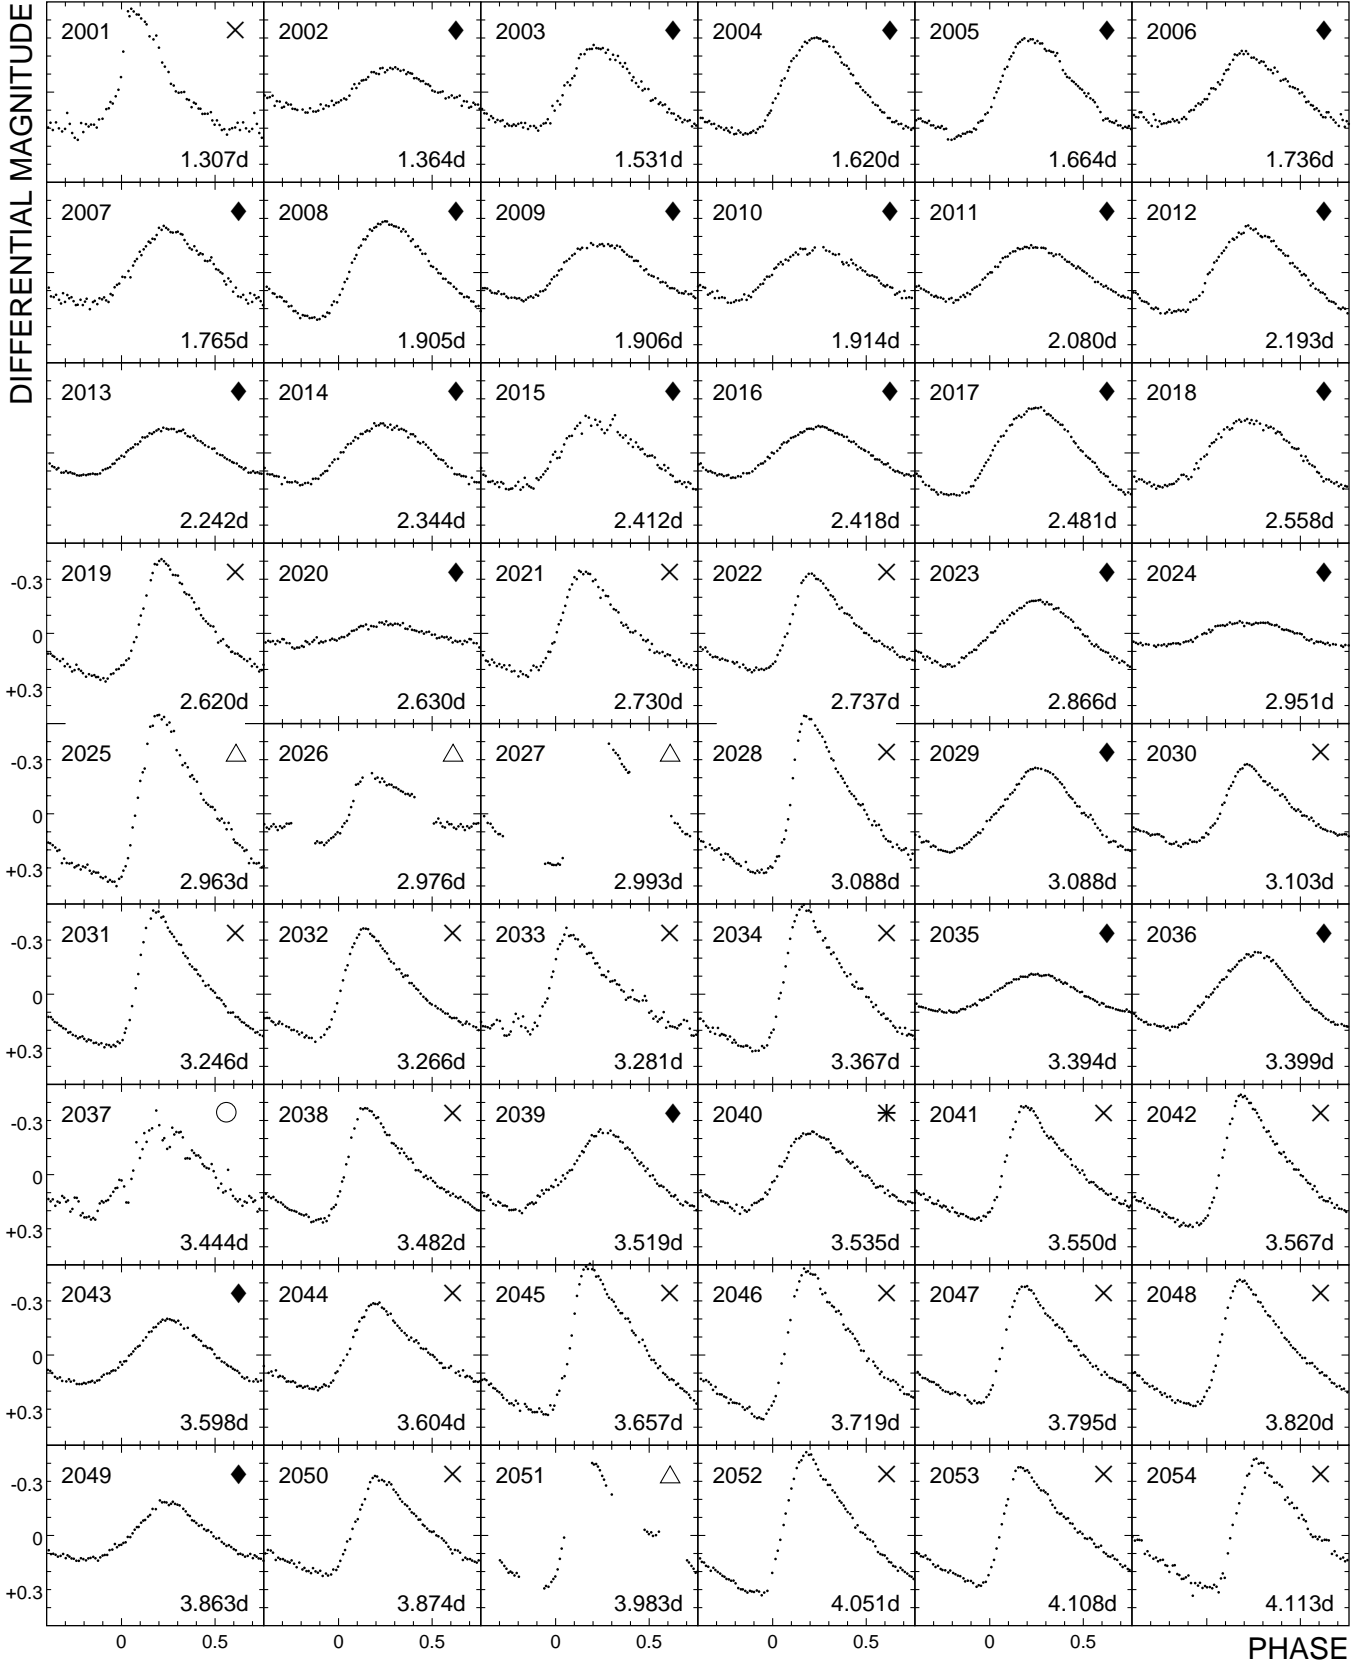 DIFFERENTIAL MAGNITUDE
2001 2002 2003 2004 2005 2006
1.307d 1.364d 1.531d 1.620d 1.664d 1.736d
2007 2008 2009 2010 2011 2012
1.765d 1.905d 1.906d 1.914d 2.080d 2.193d
2013 2014 2015 2016 2017 2018
2.242d 2.344d 2.412d 2.418d 2.481d 2.558d
2019 2020 2021 2022 2023 2024
-0.3
0
+0.3
2.620d 2.630d 2.730d 2.737d 2.866d 2.951d
2025 2026 2027 2028 2029 2030
-0.3
0
+0.3
2.963d 2.976d 2.993d 3.088d 3.088d 3.103d
2031 2032 2033 2034 2035 2036
-0.3
0
+0.3
3.246d 3.266d 3.281d 3.367d 3.394d 3.399d
2037 2038 2039 2040 2041 2042
-0.3
0
+0.3
3.444d 3.482d 3.519d 3.535d 3.550d 3.567d
2043 2044 2045 2046 2047 2048
-0.3
0
+0.3
3.598d 3.604d 3.657d 3.719d 3.795d 3.820d
2049 2050 2051 2052 2053 2054
-0.3
0
+0.3
3.863d 3.874d 3.983d 4.051d 4.108d 4.113d
0 0.5 0 0.5 0 0.5 0 0.5 0 0.5
PHASE